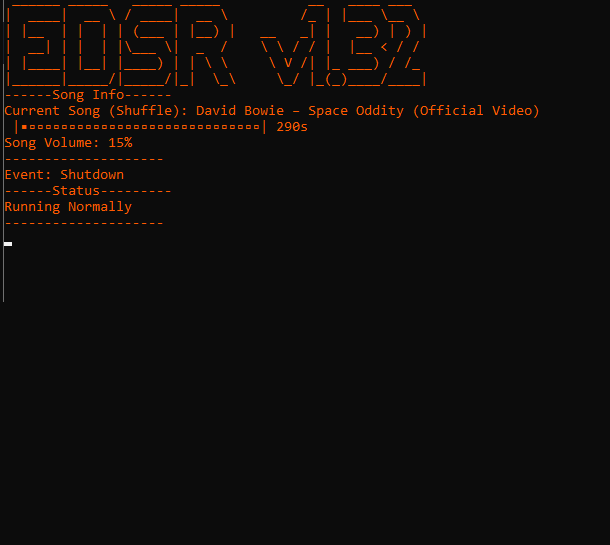 EDSR v1.32
------Song Info------
Current Song (Shuffle): David Bowie – Space Oddity (Official Video)
|▪▫▫▫▫▫▫▫▫▫▫▫▫▫▫▫▫▫▫▫▫▫▫▫▫▫▫▫▫▫| 290s
Song Volume: 15%
--------------------
Event: Shutdown
------Status---------
Running Normally
--------------------